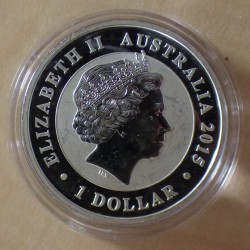 ELIZABETH II AUSTRALIA 2015
1 DOLLAR